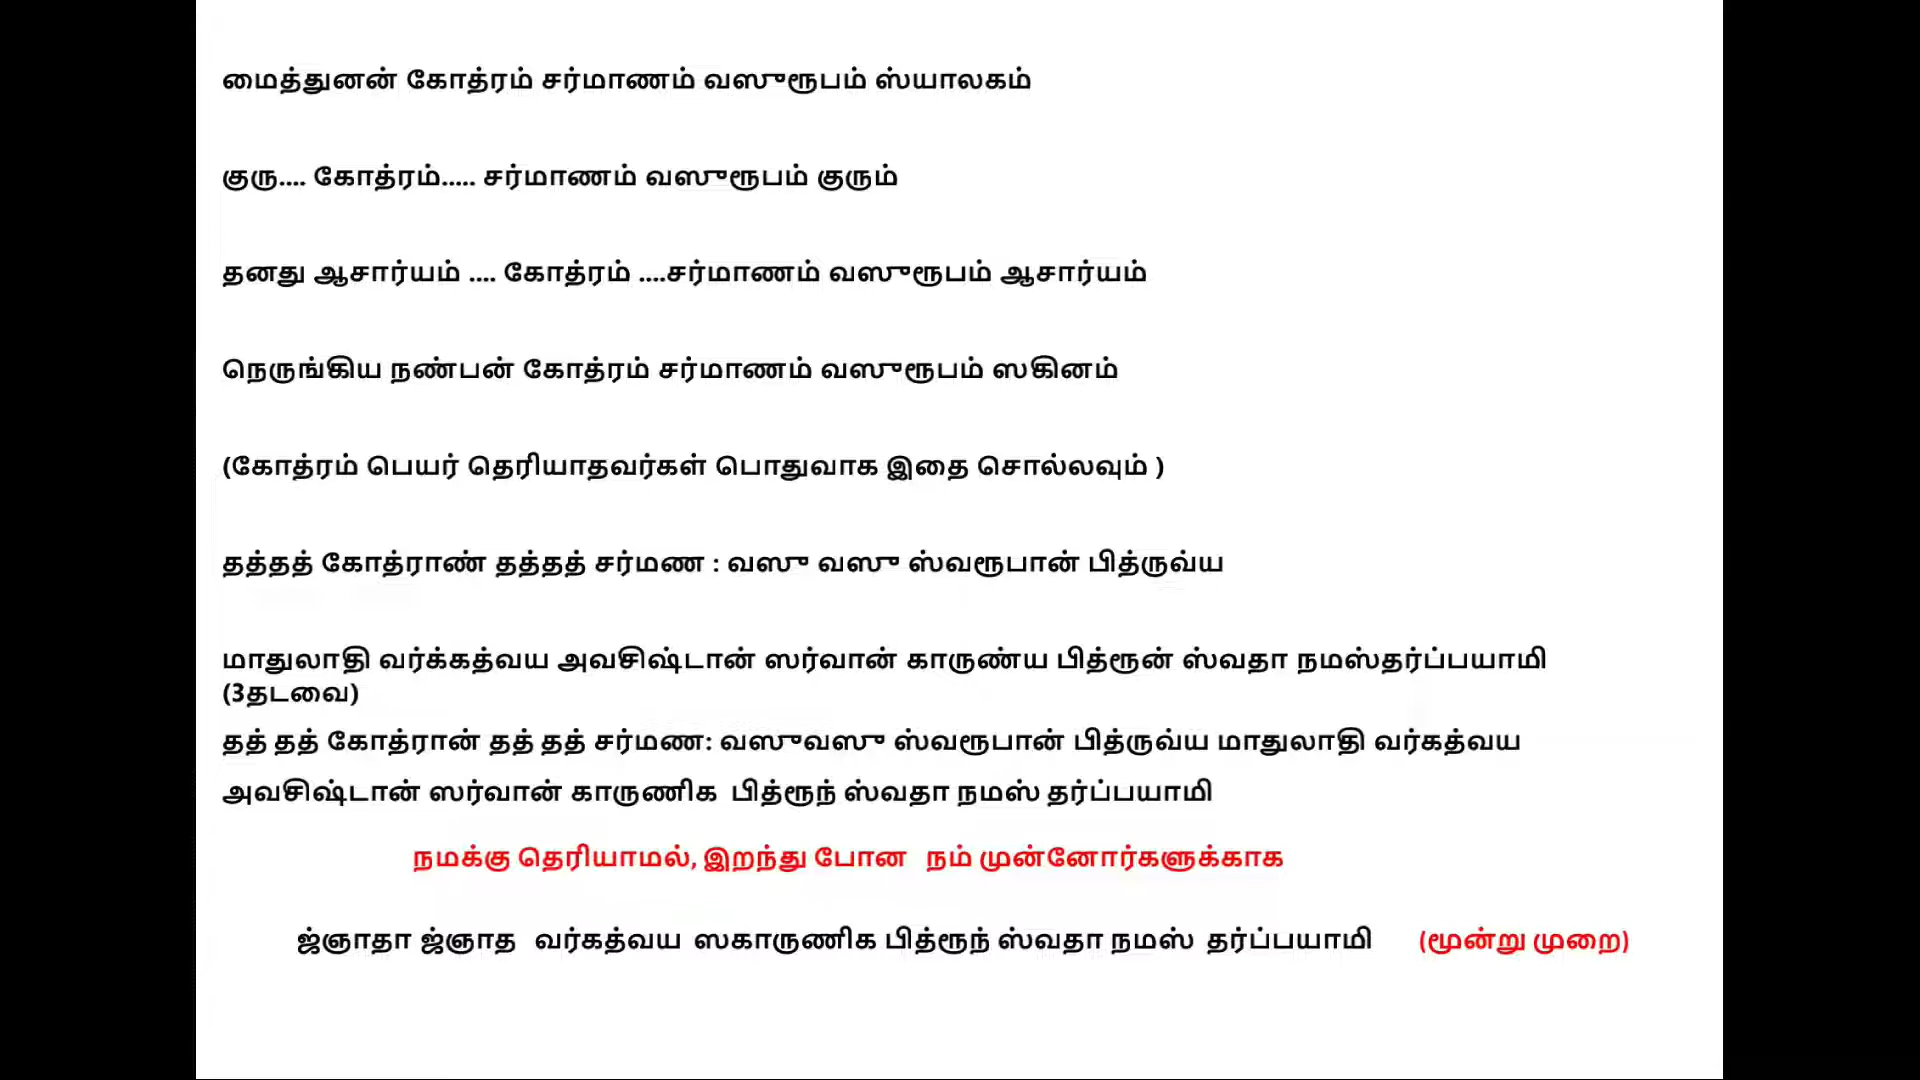 மைத்துனன் கோத்ரம் சர்மாணம் வஸுரூபம் ஸ்யாலகம்
குரு.... கோத்ரம்..... சர்மாணம் வஸுரூபம் குரும்
தனது ஆசார்யம் .... கோத்ரம் ....சர்மாணம் வஸுரூபம் ஆசார்யம்
நெருங்கிய நண்பன் கோத்ரம் சர்மாணம் வஸுரூபம் ஸகினம்
(கோத்ரம் பெயர் தெரியாதவர்கள் பொதுவாக இதை சொல்லவும் )
தத்தத் கோத்ராண் தத்தத் சர்மண : வஸு வஸு ஸ்வரூபான் பித்ருவ்ய
மாதுலாதி வர்க்கத்வய அவசிஷ்டான் ஸர்வான் காருண்ய பித்ரூன் ஸ்வதா நமஸ்தர்ப்பயாமி
(3தடவை)
தத் தத் கோத்ரான் தத் தத் சர்மண: வஸுவஸு ஸ்வரூபான் பித்ருவ்ய மாதுலாதி வர்கத்வய
அவசிஷ்டான் ஸர்வான் காருணிக பித்ரூந் ஸ்வதா நமஸ் தர்ப்பயாமி
நமக்கு தெரியாமல், இறந்து போன நம் முன்னோர்களுக்காக
ஜ்ஞாதா ஜ்ஞாத வர்கத்வய ஸகாருணிக பித்ரூந் ஸ்வதா நமஸ் தர்ப்பயாமி (மூன்று முறை)